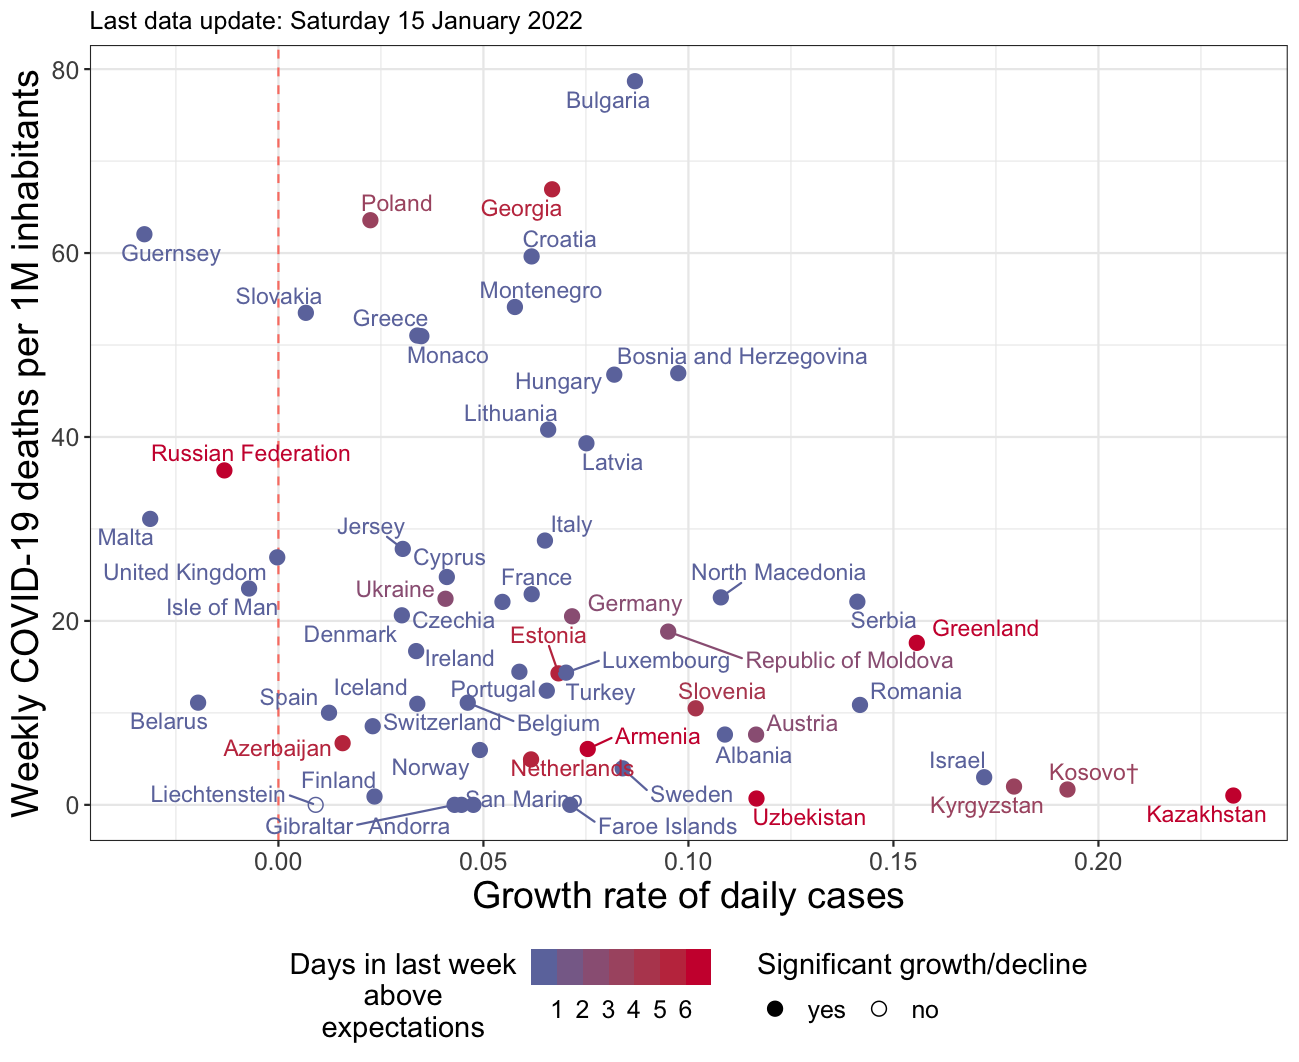 Last data update: Saturday 15 January 2022
Weekly COVID-19 deaths per 1M inhabitants
80
60
40
20
0
Bulgaria
Poland
Georgia
Guernsey
Croatia
Slovakia
Montenegro
Greece
Monaco
Bosnia and Herzegovina
Hungary
Lithuania
Latvia
Russian Federation
Malta
Jersey
Italy
Cyprus
United Kingdom
France
North Macedonia
Ukraine
Isle of Man
Germany
Czechia
Serbia
Denmark
Estonia
Greenland
Ireland
Luxembourg
Republic of Moldova
Spain
Iceland
Portugal
Turkey
Slovenia
Romania
Belarus
Switzerland
Belgium
Austria
Azerbaijan
Armenia
Albania
Norway
Netherlands
Israel
Finland
Kosovo†
Liechtenstein
San Marino
Sweden
Kyrgyzstan
Kazakhstan
Gibraltar
Andorra
Faroe Islands
Uzbekistan
0.00
0.05
0.10
0.15
0.20
Growth rate of daily cases
Days in last week
above
expectations
1 2 3 4 5 6
Significant growth/decline
yes
no